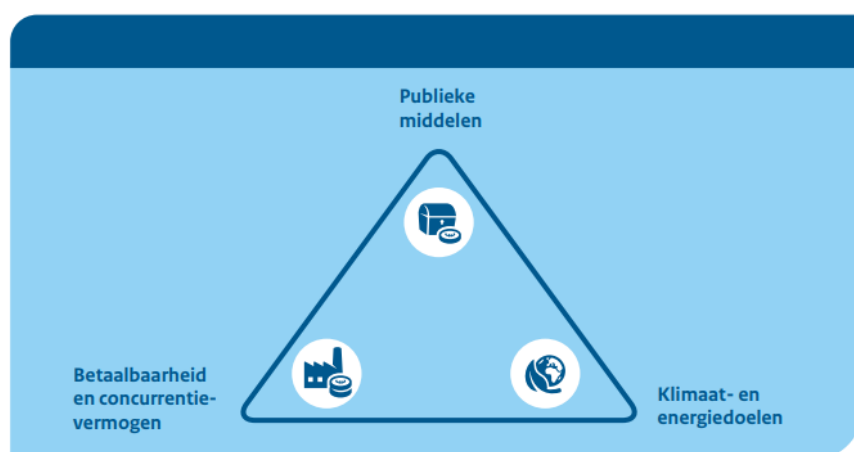 Publieke
middelen
Betaalbaarheid
en concurrentie-
vermogen
Klimaat- en
energiedoelen